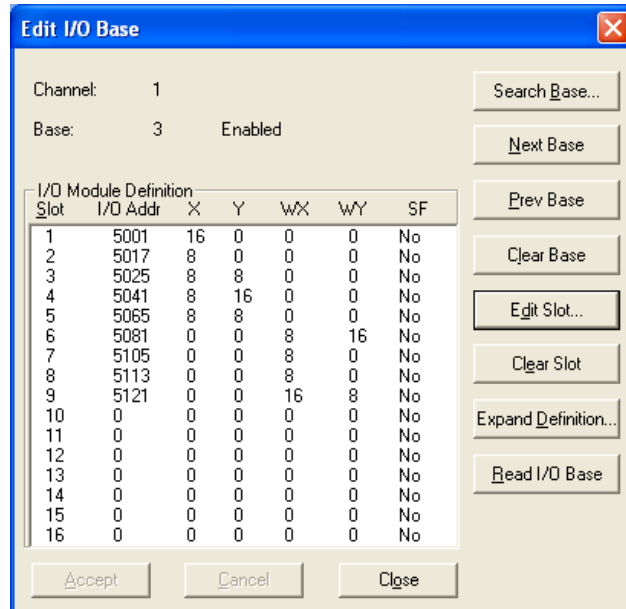 Edit I/O Base
Channel: 1
Base: 3 Enabled
I/O Module Definition
Slot I/O Addr X Y WX WY SF
1 5001 16 0 0 0 No
2 5017 8 0 0 0 No
3 5025 8 8 0 0 No
4 5041 8 16 0 0 No
5 5065 8 8 0 0 No
6 5081 0 0 8 16 No
7 5105 0 0 8 0 No
8 5113 0 0 8 0 No
9 5121 0 0 16 8 No
10 0 0 0 0 0 No
11 0 0 0 0 0 No
12 0 0 0 0 0 No
13 0 0 0 0 0 No
14 0 0 0 0 0 No
15 0 0 0 0 0 No
16 0 0 0 0 0 No
Accept Cancel Close
Search Base...
Next Base
Prev Base
Clear Base
Edit Slot...
Clear Slot
Expand Definition...
Read I/O Base